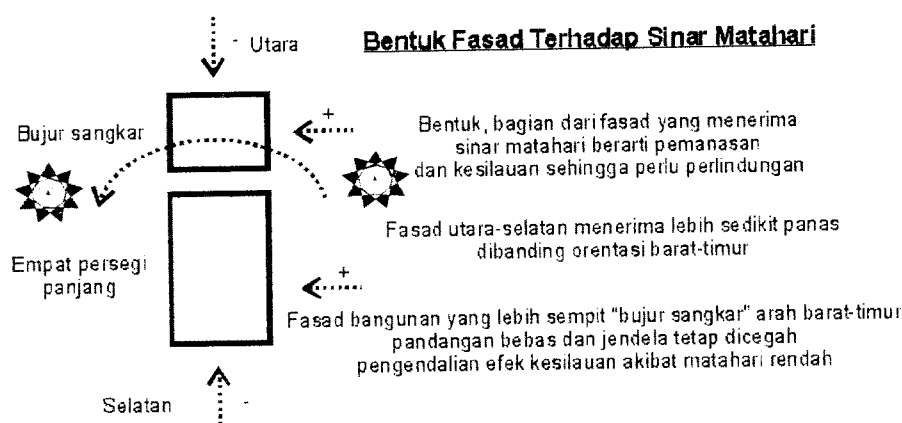 Bentuk Fasad Terhadap Sinar Matahari
- Utara
+
Bujur sangkar
Bentuk, bagian dari fasad yang menerima
sinar matahari berarti pemanasan
dan kesilauan sehingga perlu perlindungan
Fasad utara-selatan menerima lebih sedikit panas
dibanding orentasi barat-timur
Empat persegi
panjang
+
Fasad bangunan yang lebih sempit "bujur sangkar" arah barat-timur
pandangan bebas dan jendela tetap dicegah
pengendalian efek kesilauan akibat matahari rendah
Selatan -